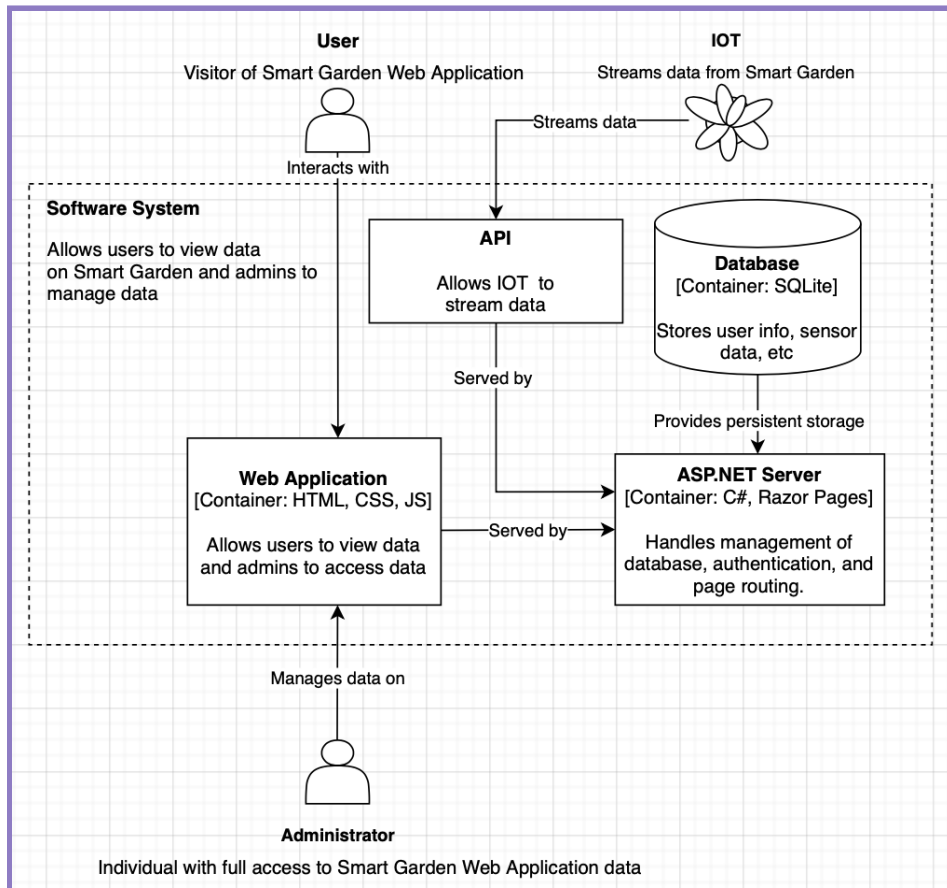 User
Visitor of Smart Garden Web Application
IOT
Streams data from Smart Garden
Streams data
Interacts with
Software System
Allows users to view data
on Smart Garden and admins to
manage data
API
Allows IOT to
stream data
Database
[Container: SQLite]
Stores user info, sensor
data, etc
Served by
Provides persistent storage
Web Application
[Container: HTML, CSS, JS]
Allows users to view data
and admins to access data
Served by
ASP.NET Server
[Container: C#, Razor Pages]
Handles management of
database, authentication, and
page routing.
Manages data on
Administrator
Individual with full access to Smart Garden Web Application data